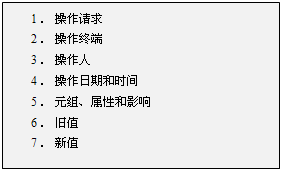 1. 操作请求
2. 操作终端
3. 操作人
4. 操作日期和时间
5. 元组、属性和影响
6. 旧值
7. 新值